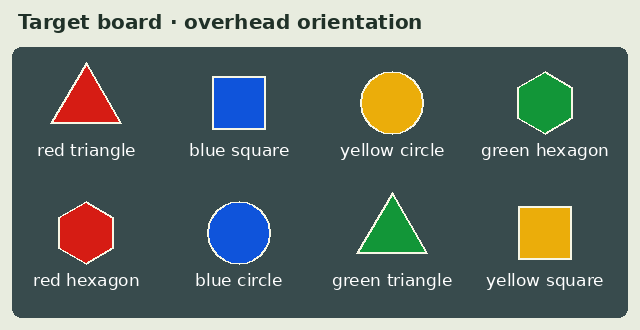 Target board · overhead orientation
red triangle blue square yellow circle green hexagon
red hexagon blue circle green triangle yellow square